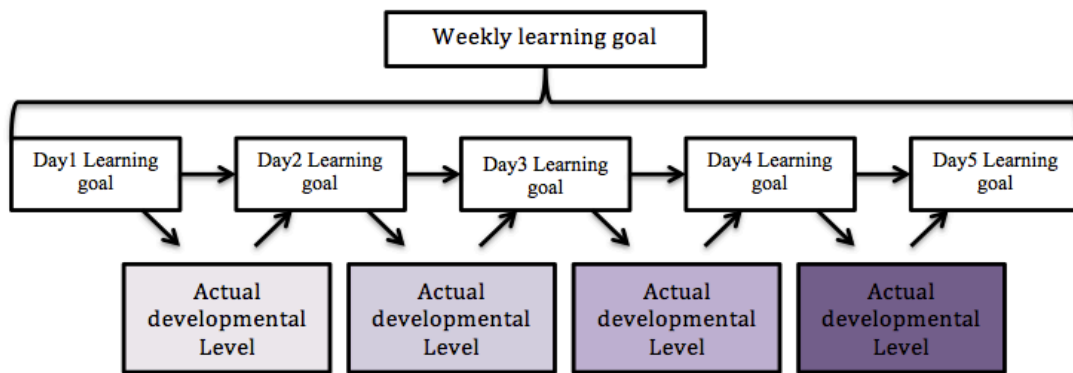 Weekly learning goal
Day1 Learning
goal
Day2 Learning
goal
Day3 Learning
goal
Day4 Learning
goal
Day5 Learning
goal
Actual
developmental
Level
Actual
developmental
Level
Actual
developmental
Level
Actual
developmental
Level